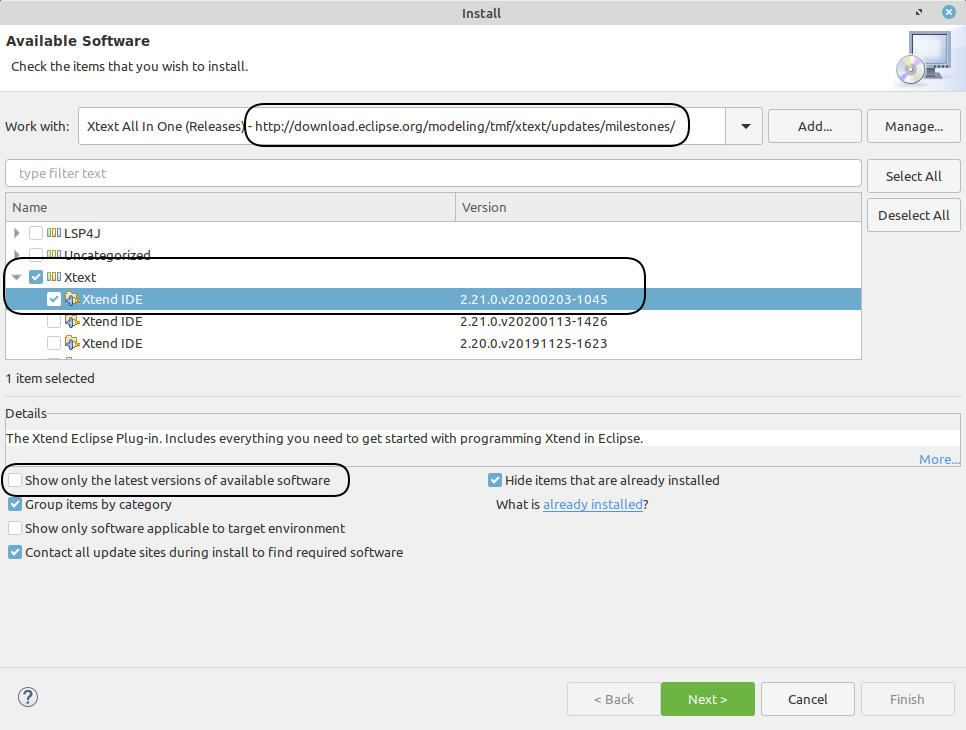 Install
Available Software
Check the items that you wish to install.
Work with: Xtext All In One (Releases) - http://download.eclipse.org/modeling/tmf/xtext/updates/milestones/ Add... Manage...
type filter text Select All
Name Version Deselect All
LSP4J
Uncategorized
Xtext
Xtend IDE 2.21.0.v20200203-1045
Xtend IDE 2.21.0.v20200113-1426
Xtend IDE 2.20.0.v20191125-1623
1 item selected
Details
The Xtend Eclipse Plug-in. Includes everything you need to get started with programming Xtend in Eclipse.
More...
Show only the latest versions of available software Hide items that are already installed
Group items by category What is already installed?
Show only software applicable to target environment
Contact all update sites during install to find required software
? < Back Next > Cancel Finish